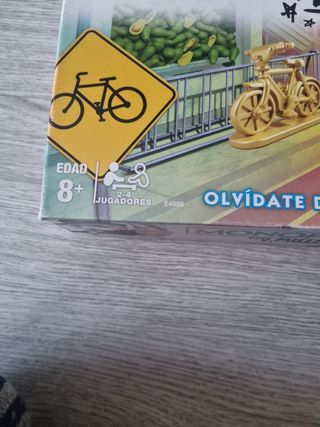 EDAD
8+
2-4
JUGADORES
E4989
OLVÍDATE D